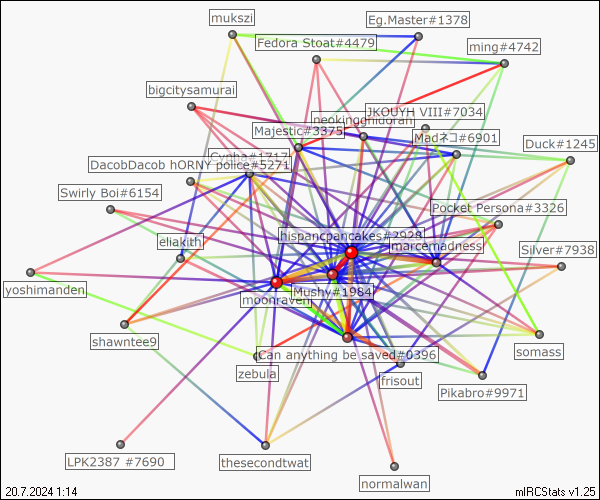 mukszi
Eg.Master#1378
Fedora Stoat#4479
ming#4742
bigcitysamurai
JKOUYH VIII#7034
neokingghidorah
Majestic#3375
Madネコ#6901
Duck#1245
Cypha#1717
DacobDacob hORNY police#5271
Swirly Boi#6154
Pocket Persona#3326
eliakith
hispancpancakes#2929
marcemadness
Silver#7938
yoshimanden
moonraven
Mushy#1984
shawntee9
Can anything be saved#0396
somass
zebula
frisout
Pikabro#9971
LPK2387 #7690
thesecondtwat
normalwan
20.7.2024 1:14
mIRCStats v1.25